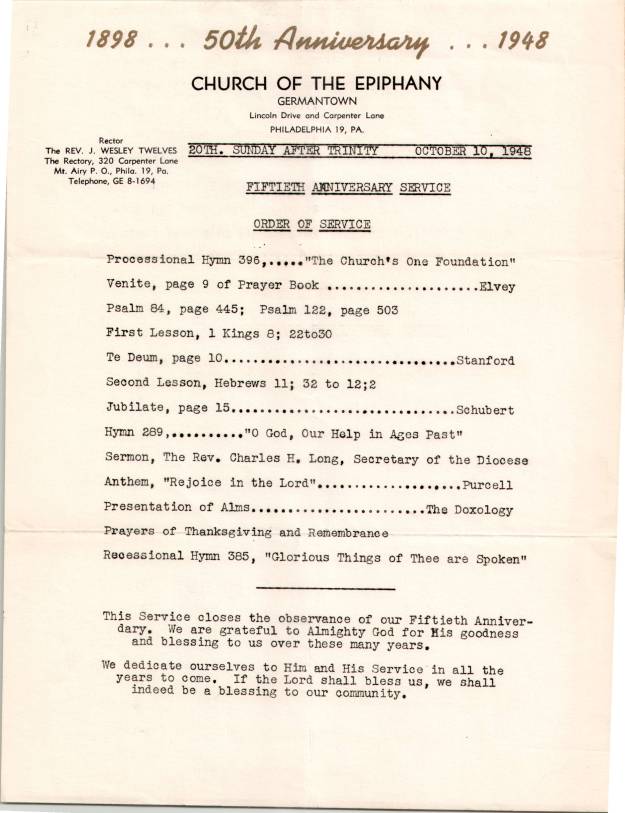 1898 ... 50th Anniversary ... 1948
CHURCH OF THE EPIPHANY
GERMANTOWN
Lincoln Drive and Carpenter Lane
PHILADELPHIA 19, PA.
Rector
The REV. J. WESLEY TWELVES
The Rectory, 320 Carpenter Lane
Mt. Airy P. O., Phila. 19, Pa.
Telephone, GE 8-1694
20TH. SUNDAY AFTER TRINITY OCTOBER 10, 1948
FIFTIETH ANNIVERSARY SERVICE
ORDER OF SERVICE
Processional Hymn 396,....."The Church's One Foundation"
Venite, page 9 of Prayer Book .....................Elvey
Psalm 84, page 445; Psalm 122, page 503
First Lesson, 1 Kings 8; 22to30
Te Deum, page 10................................Stanford
Second Lesson, Hebrews 11; 32 to 12;2
Jubilate, page 15...............................Schubert
Hymn 289,.........."O God, Our Help in Ages Past"
Sermon, The Rev. Charles H. Long, Secretary of the Diocese
Anthem, "Rejoice in the Lord"....................Purcell
Presentation of Alms........................The Doxology
Prayers of Thanksgiving and Remembrance
Recessional Hymn 385, "Glorious Things of Thee are Spoken"
This Service closes the observance of our Fiftieth Anniver-
dary. We are grateful to Almighty God for His goodness
and blessing to us over these many years.
We dedicate ourselves to Him and His Service in all the
years to come. If the Lord shall bless us, we shall
indeed be a blessing to our community.